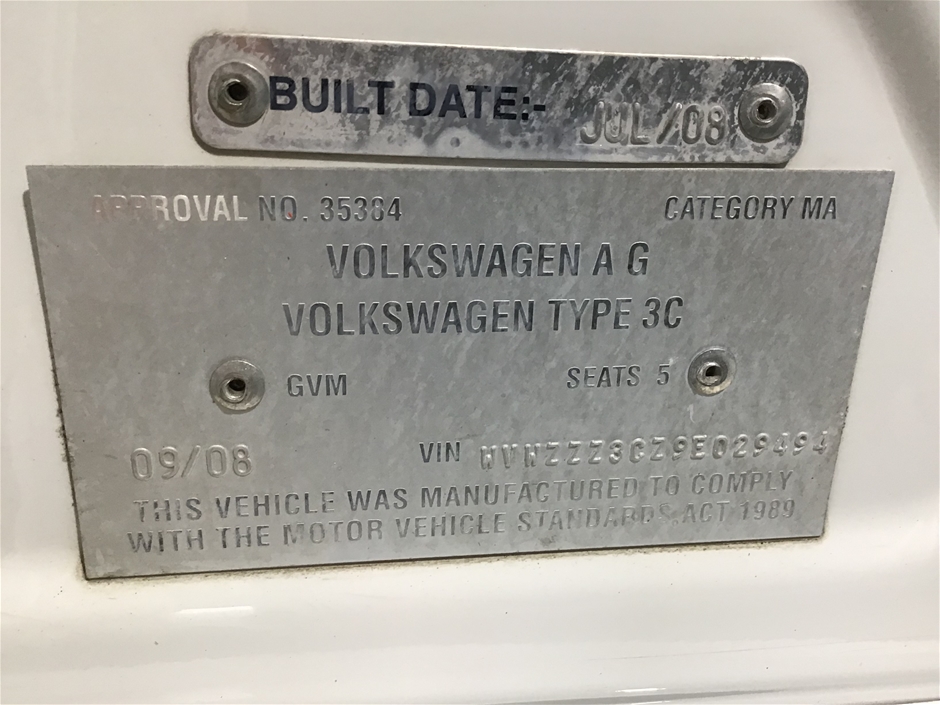 BUILT DATE:- JUL/08
APPROVAL NO. 35384 CATEGORY MA
VOLKSWAGEN A G
VOLKSWAGEN TYPE 3C
GVM SEATS 5
09/08 VIN WVWZZZ3CZ9E029494
THIS VEHICLE WAS MANUFACTURED TO COMPLY
WITH THE MOTOR VEHICLE STANDARDS ACT 1989